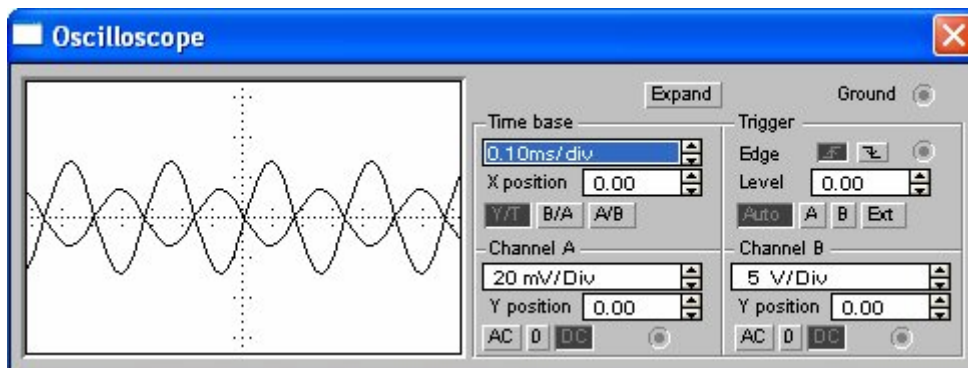 Oscilloscope
Expand
Ground
Time base
0.10ms/div
X position 0.00
Y/T B/A A/B
Trigger
Edge
Level 0.00
Auto A B Ext
Channel A
20 mV/Div
Y position 0.00
AC 0 DC
Channel B
5 V/Div
Y position 0.00
AC 0 DC